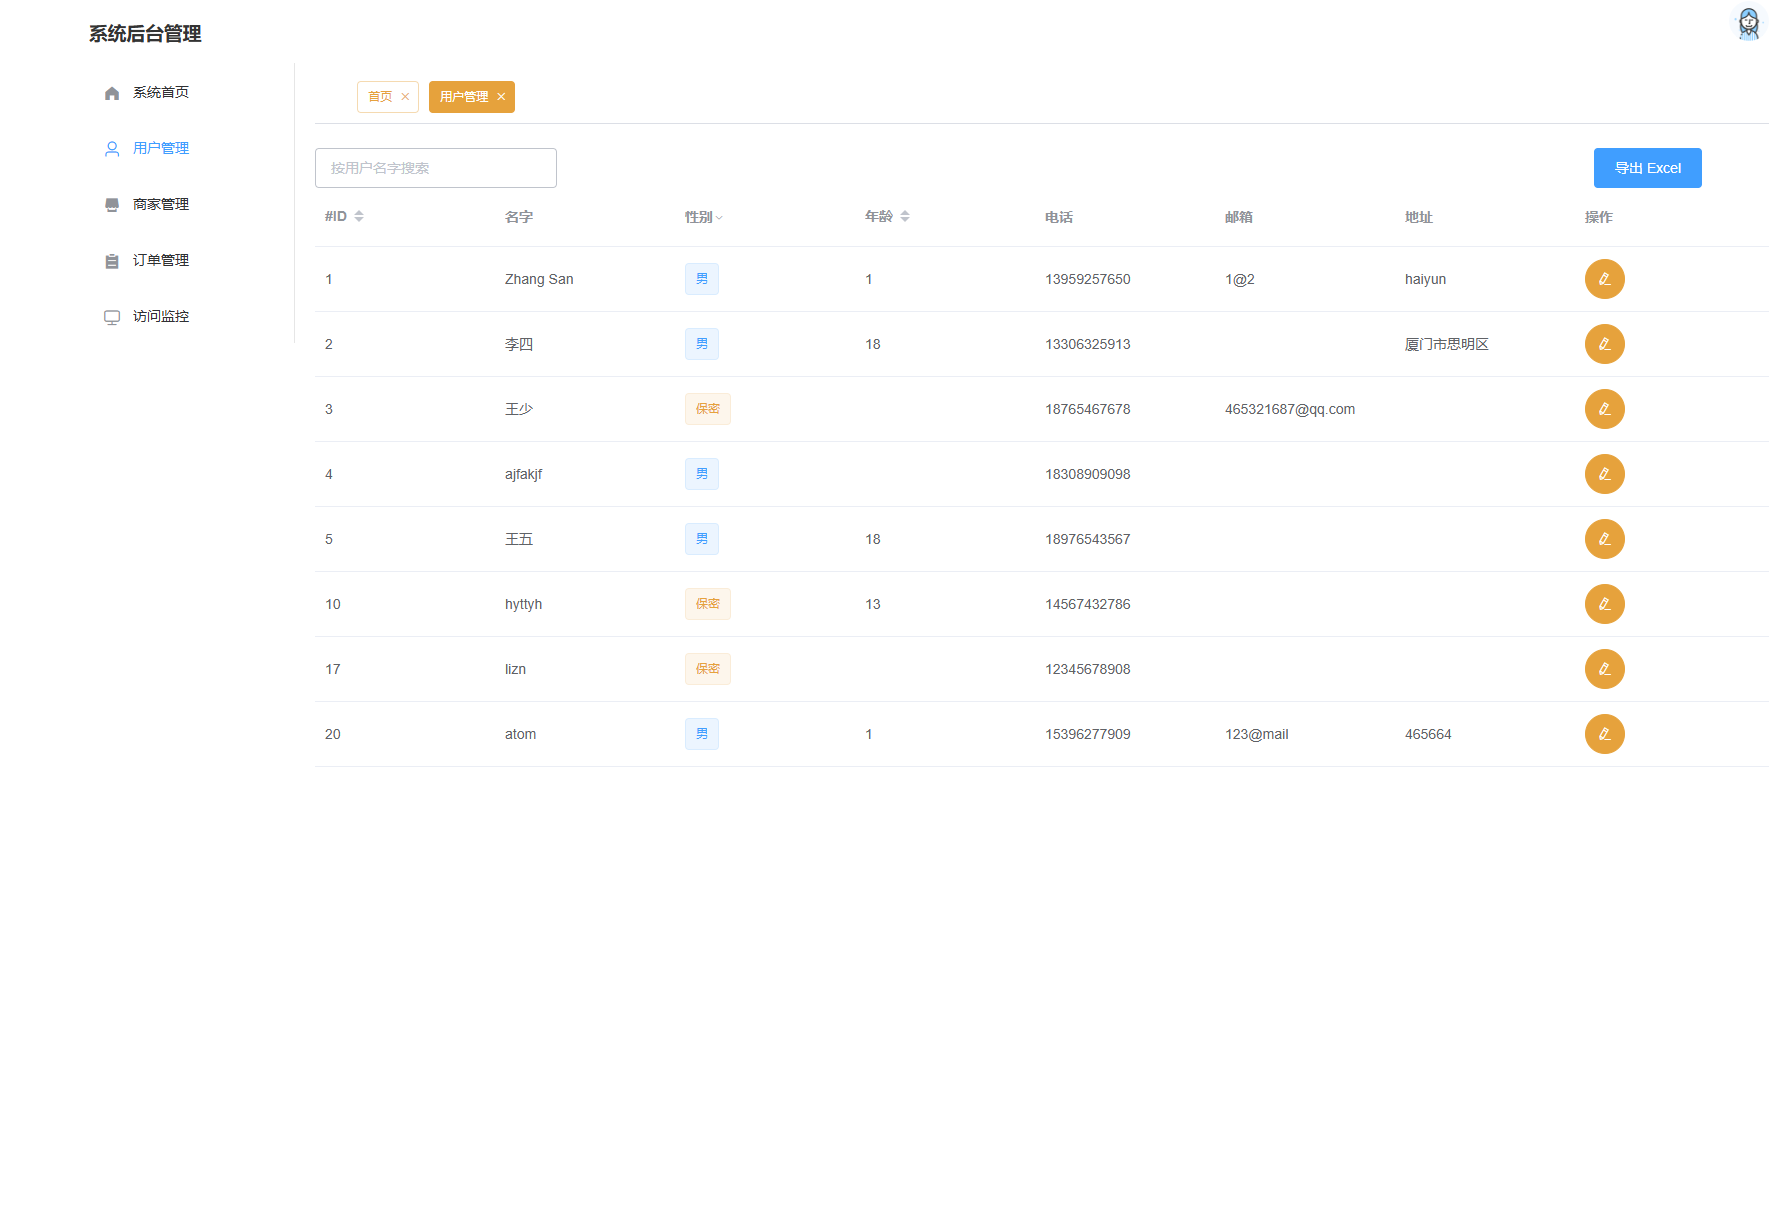 系统后台管理
系统首页
用户管理
商家管理
订单管理
访问监控
首页 用户管理
按用户名字搜索 导出 Excel
#ID 名字 性别 年龄 电话 邮箱 地址 操作
1 Zhang San 男 1 13959257650 1@2 haiyun
2 李四 男 18 13306325913 厦门市思明区
3 王少 保密 18765467678 465321687@qq.com
4 ajfakjf 男 18308909098
5 王五 男 18 18976543567
10 hyttyh 保密 13 14567432786
17 lizn 保密 12345678908
20 atom 男 1 15396277909 123@mail 465664